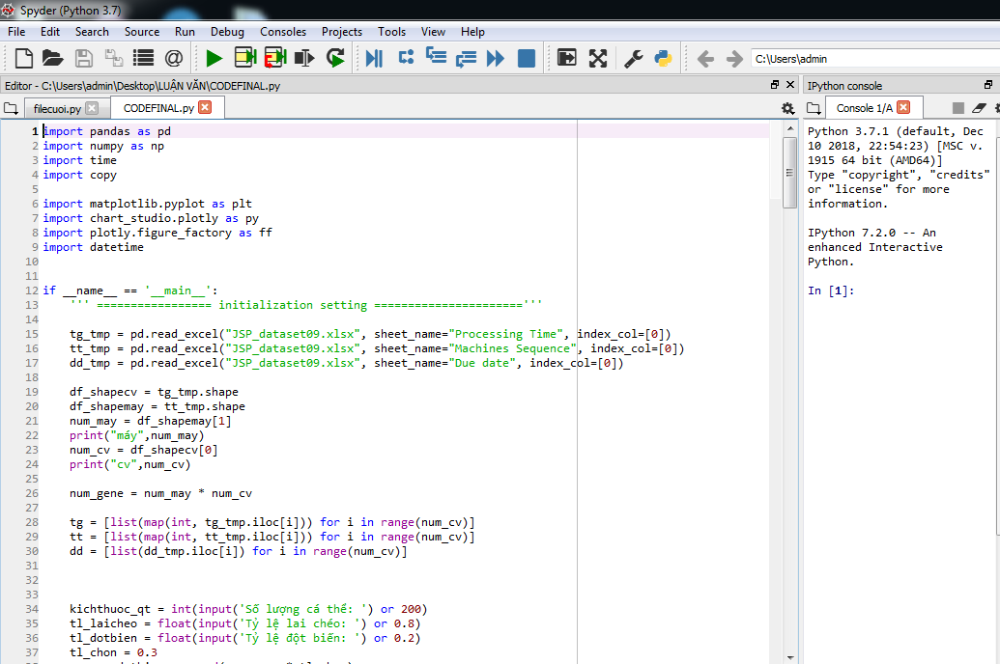 Spyder (Python 3.7)
File Edit Search Source Run Debug Consoles Projects Tools View Help
C:\Users\admin
Editor - C:\Users\admin\Desktop\LUẬN VĂN\CODEFINAL.py
filecuoi.py CODEFINAL.py
1 import pandas as pd
2 import numpy as np
3 import time
4 import copy
5
6 import matplotlib.pyplot as plt
7 import chart_studio.plotly as py
8 import plotly.figure_factory as ff
9 import datetime
10
11
12 if __name__ == '__main__':
13     ''' ================= initialization setting ======================'''
14
15     tg_tmp = pd.read_excel("JSP_dataset09.xlsx", sheet_name="Processing Time", index_col=[0])
16     tt_tmp = pd.read_excel("JSP_dataset09.xlsx", sheet_name="Machines Sequence", index_col=[0])
17     dd_tmp = pd.read_excel("JSP_dataset09.xlsx", sheet_name="Due date", index_col=[0])
18
19     df_shapecv = tg_tmp.shape
20     df_shapemay = tt_tmp.shape
21     num_may = df_shapemay[1]
22     print("máy",num_may)
23     num_cv = df_shapecv[0]
24     print("cv",num_cv)
25
26     num_gene = num_may * num_cv
27
28     tg = [list(map(int, tg_tmp.iloc[i])) for i in range(num_cv)]
29     tt = [list(map(int, tt_tmp.iloc[i])) for i in range(num_cv)]
30     dd = [list(dd_tmp.iloc[i]) for i in range(num_cv)]
31
32
33
34     kichthuoc_qt = int(input('Số lượng cá thể: ') or 200)
35     tl_laicheo = float(input('Tỷ lệ lai chéo: ') or 0.8)
36     tl_dotbien = float(input('Tỷ lệ đột biến: ') or 0.2)
37     tl_chon = 0.3
IPython console
Console 1/A
Python 3.7.1 (default, Dec
10 2018, 22:54:23) [MSC v.
1915 64 bit (AMD64)]
Type "copyright", "credits"
or "license" for more
information.
IPython 7.2.0 -- An
enhanced Interactive
Python.
In [1]: